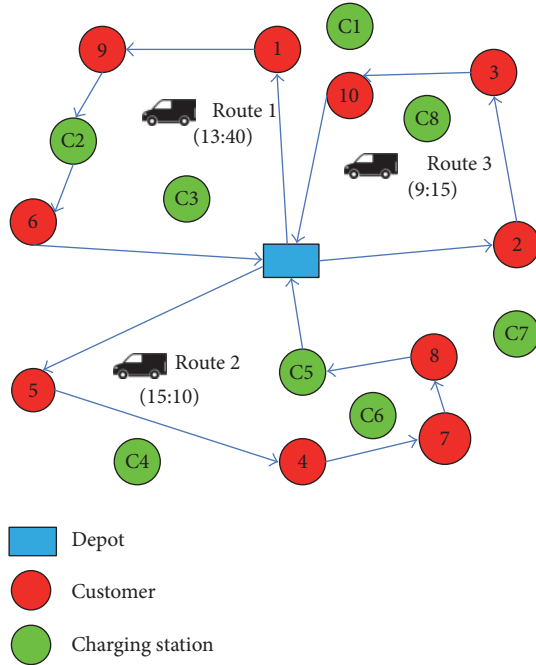 C1
9
1
3
10
C8
Route 1
(13:40)
C2
Route 3
(9:15)
C3
6
2
C7
8
Route 2
(15:10)
C5
5
C6
7
C4
4
Depot
Customer
Charging station